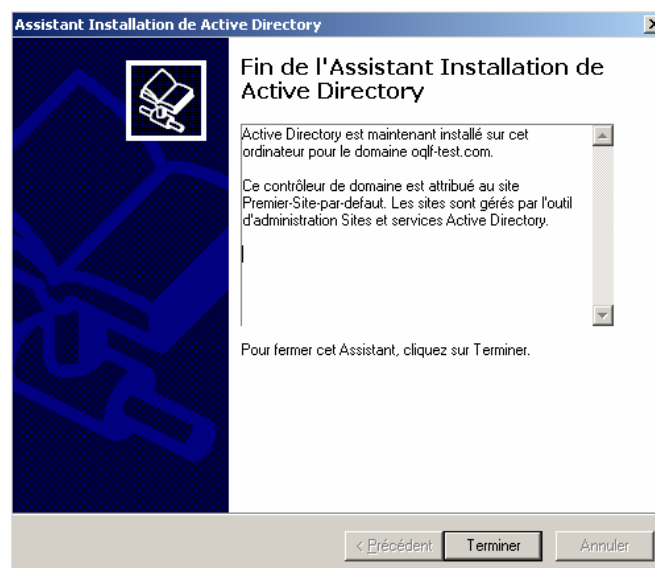 Assistant Installation de Active Directory
Fin de l'Assistant Installation de
Active Directory
Active Directory est maintenant installé sur cet
ordinateur pour le domaine oqlf-test.com.
Ce contrôleur de domaine est attribué au site
Premier-Site-par-defaut. Les sites sont gérés par l'outil
d'administration Sites et services Active Directory.
Pour fermer cet Assistant, cliquez sur Terminer.
< Précédent
Terminer
Annuler